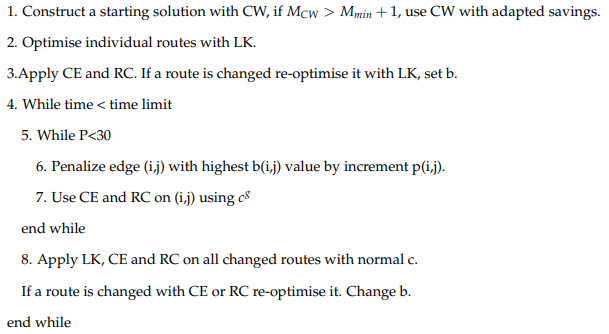 1. Construct a starting solution with CW, if M_CW > M_min + 1, use CW with adapted savings.
2. Optimise individual routes with LK.
3.Apply CE and RC. If a route is changed re-optimise it with LK, set b.
4. While time < time limit
5. While P<30
6. Penalize edge (i,j) with highest b(i,j) value by increment p(i,j).
7. Use CE and RC on (i,j) using c^g
end while
8. Apply LK, CE and RC on all changed routes with normal c.
If a route is changed with CE or RC re-optimise it. Change b.
end while